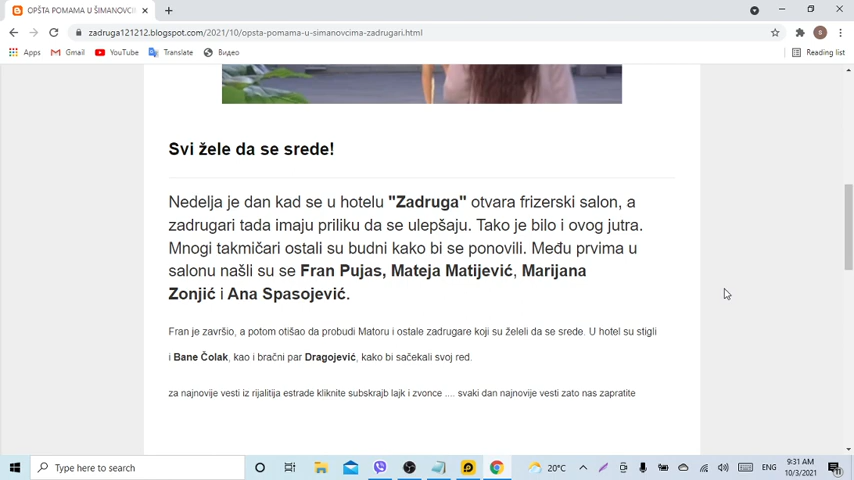 OPŠTA POMAMA U ŠIMANOVCIM
zadruga121212.blogspot.com/2021/10/opsta-pomama-u-simanovcima-zadrugari.html
Apps Gmail YouTube Translate Видео Reading list
Svi žele da se srede!
Nedelja je dan kad se u hotelu "Zadruga" otvara frizerski salon, a
zadrugari tada imaju priliku da se ulepšaju. Tako je bilo i ovog jutra.
Mnogi takmičari ostali su budni kako bi se ponovili. Među prvima u
salonu našli su se Fran Pujas, Mateja Matijević, Marijana
Zonjić i Ana Spasojević.
Fran je završio, a potom otišao da probudi Matoru i ostale zadrugare koji su želeli da se srede. U hotel su stigli
i Bane Čolak, kao i bračni par Dragojević, kako bi sačekali svoj red.
za najnovije vesti iz rijalitija estrade kliknite subskrajb lajk i zvonce .... svaki dan najnovije vesti zato nas zapratite
Type here to search
20°C
ENG
9:31 AM
10/3/2021